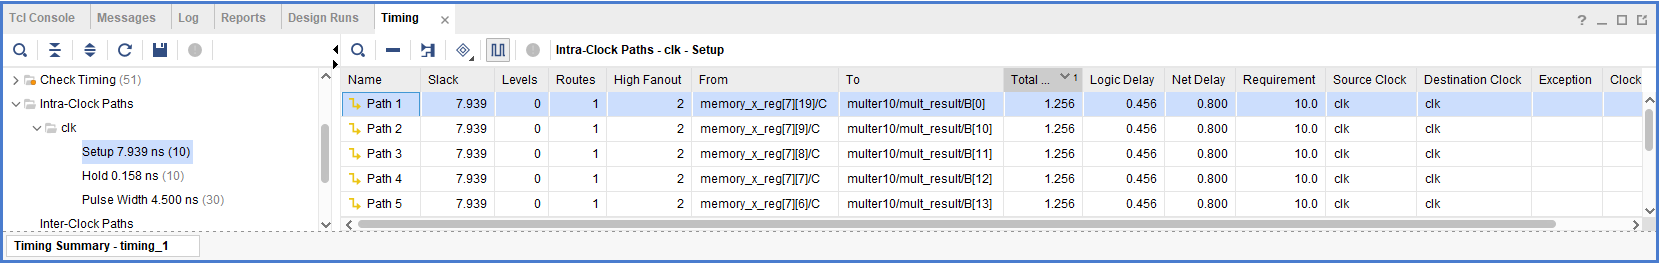 Tcl Console Messages Log Reports Design Runs Timing × ? _
Intra-Clock Paths - clk - Setup
Check Timing (51)
Intra-Clock Paths
clk
Setup 7.939 ns (10)
Hold 0.158 ns (10)
Pulse Width 4.500 ns (30)
Inter-Clock Paths
Name Slack Levels Routes High Fanout From To Total ... 1 Logic Delay Net Delay Requirement Source Clock Destination Clock Exception Clock
Path 1 7.939 0 1 2 memory_x_reg[7][19]/C multer10/mult_result/B[0] 1.256 0.456 0.800 10.0 clk clk
Path 2 7.939 0 1 2 memory_x_reg[7][9]/C multer10/mult_result/B[10] 1.256 0.456 0.800 10.0 clk clk
Path 3 7.939 0 1 2 memory_x_reg[7][8]/C multer10/mult_result/B[11] 1.256 0.456 0.800 10.0 clk clk
Path 4 7.939 0 1 2 memory_x_reg[7][7]/C multer10/mult_result/B[12] 1.256 0.456 0.800 10.0 clk clk
Path 5 7.939 0 1 2 memory_x_reg[7][6]/C multer10/mult_result/B[13] 1.256 0.456 0.800 10.0 clk clk
Timing Summary - timing_1